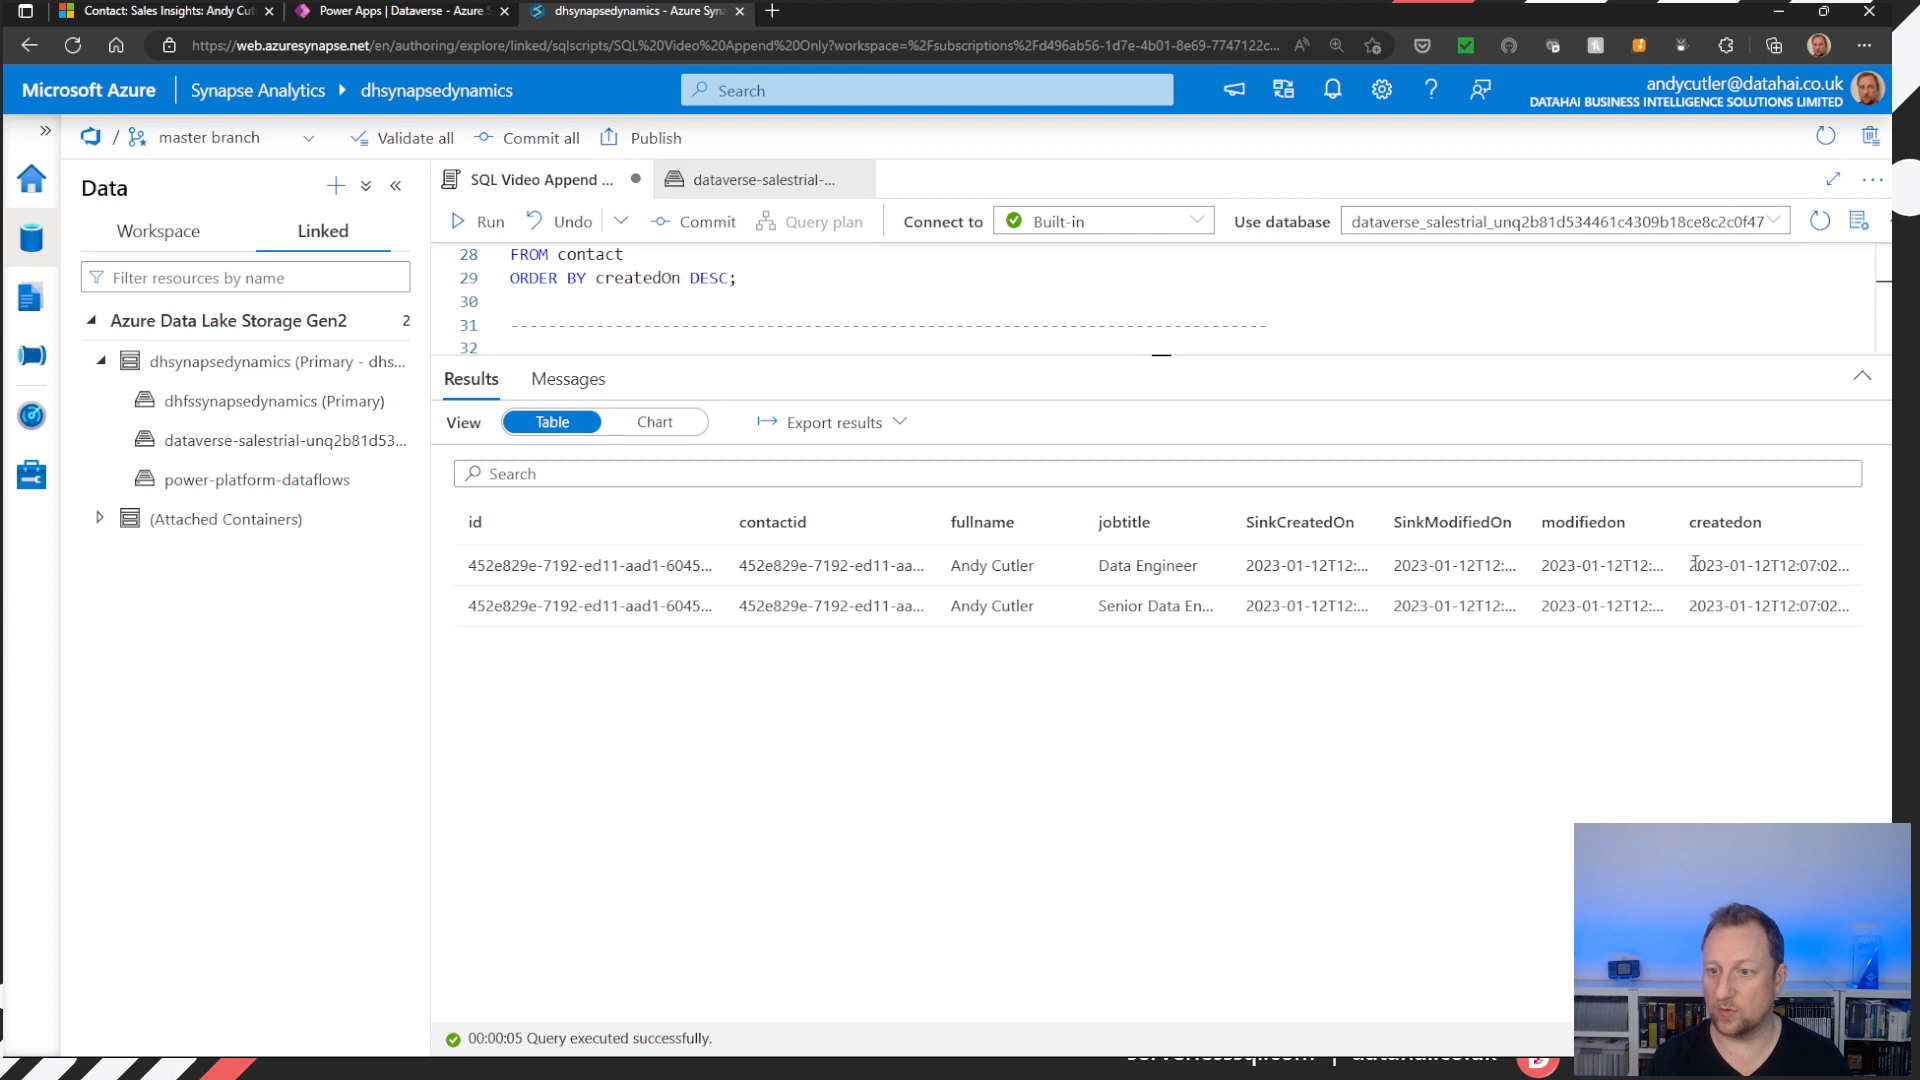 Contact: Sales Insights: Andy Cut
Power Apps | Dataverse - Azure S
dhsynapsedynamics - Azure Syna
https://web.azuresynapse.net/en/authoring/explore/linked/sqlscripts/SQL%20Video%20Append%20Only?workspace=%2Fsubscriptions%2Fd496ab56-1d7e-4b01-8e69-7747122c...
Microsoft Azure
Synapse Analytics
dhsynapsedynamics
Search
andycutler@datahai.co.uk
DATAHAI BUSINESS INTELLIGENCE SOLUTIONS LIMITED
/ master branch
Validate all
Commit all
Publish
Data
Workspace
Linked
Filter resources by name
Azure Data Lake Storage Gen2 2
dhsynapsedynamics (Primary - dhs...
dhfssynapsedynamics (Primary)
dataverse-salestrial-unq2b81d53...
power-platform-dataflows
(Attached Containers)
SQL Video Append ...
dataverse-salestrial-...
Run
Undo
Commit
Query plan
Connect to
Built-in
Use database
dataverse_salestrial_unq2b81d534461c4309b18ce8c2c0f47
28 FROM contact
29 ORDER BY createdOn DESC;
30
31 --------------------------------------------------------------------------------
32
Results
Messages
View
Table
Chart
Export results
Search
id contactid fullname jobtitle SinkCreatedOn SinkModifiedOn modifiedon createdon
452e829e-7192-ed11-aad1-6045... 452e829e-7192-ed11-aa... Andy Cutler Data Engineer 2023-01-12T12:... 2023-01-12T12:... 2023-01-12T12:... 2023-01-12T12:07:02...
452e829e-7192-ed11-aad1-6045... 452e829e-7192-ed11-aa... Andy Cutler Senior Data En... 2023-01-12T12:... 2023-01-12T12:... 2023-01-12T12:... 2023-01-12T12:07:02...
00:00:05 Query executed successfully.